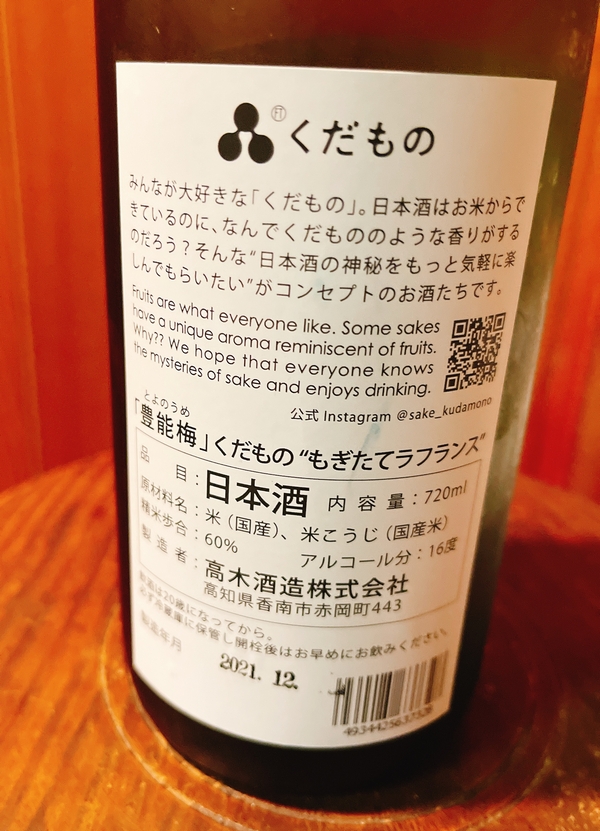 FT くだもの
みんなが大好きな「くだもの」。日本酒はお米からで
きているのに、なんでくだもののような香りがする
のだろう？そんな“日本酒の神秘をもっと気軽に楽
しんでもらいたい”がコンセプトのお酒たちです。
Fruits are what everyone like. Some sakes
have a unique aroma reminiscent of fruits.
Why?? We hope that everyone knows
the mysteries of sake and enjoys drinking.
公式 Instagram @sake_kudamono
とよのうめ
「豊能梅」くだもの “もぎたてラフランス”
品 目：日本酒 内容量：720ml
原材料名：米（国産）、米こうじ（国産米）
精米歩合：60% アルコール分：16度
製造者：高木酒造株式会社
高知県香南市赤岡町443
飲酒は20歳になってから。
必ず冷蔵庫に保管し開栓後はお早めにお飲みください。
製造年月
2021. 12.